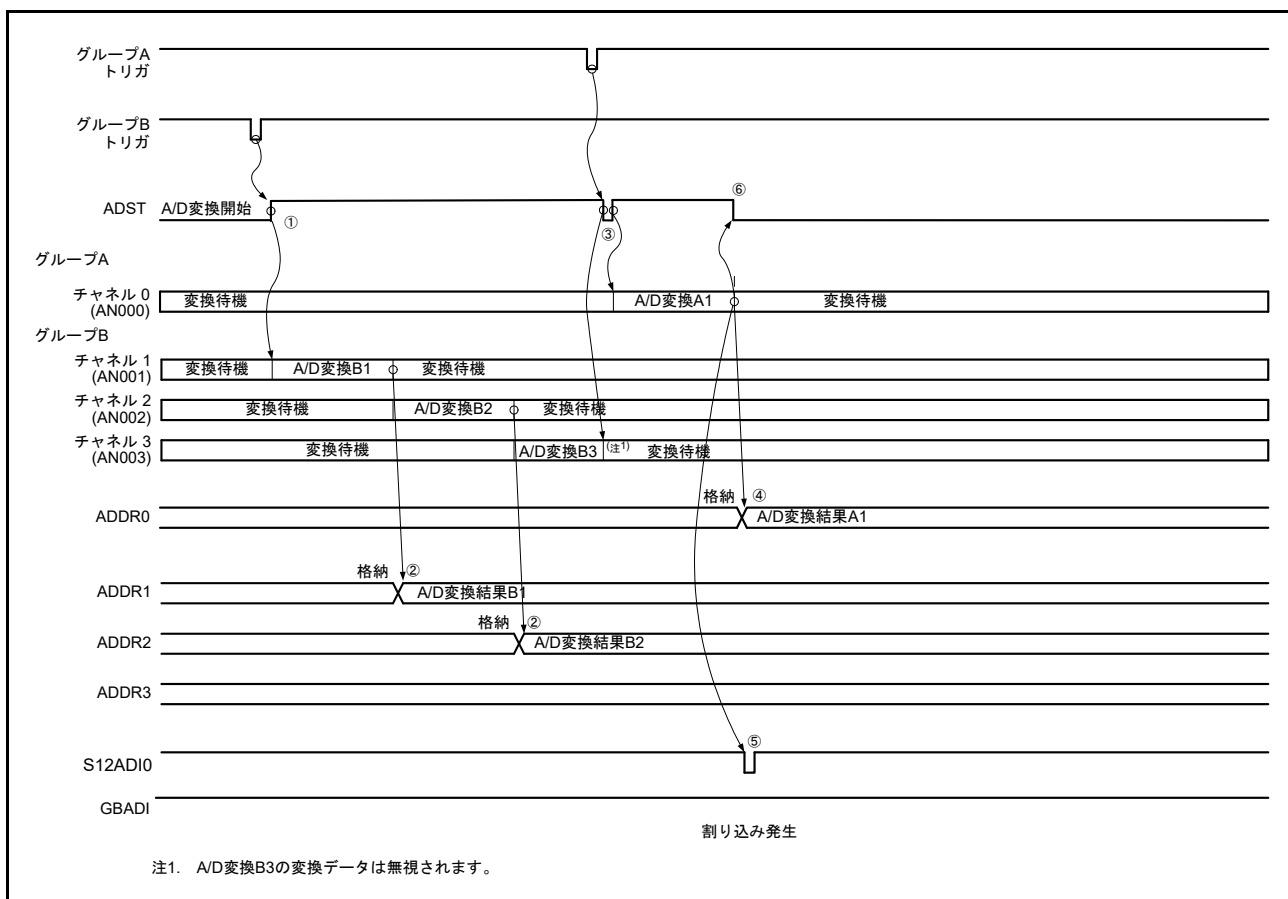 グループA
トリガ
グループB
トリガ
ADST A/D変換開始 ① ③ ⑥
グループA
チャネル 0
(AN000)
変換待機 A/D変換A1 変換待機
グループB
チャネル 1
(AN001)
変換待機 A/D変換B1 変換待機
チャネル 2
(AN002)
変換待機 A/D変換B2 変換待機
チャネル 3
(AN003)
変換待機 A/D変換B3 (注1) 変換待機
格納 ④
ADDR0 A/D変換結果A1
格納 ②
ADDR1 A/D変換結果B1
格納 ②
ADDR2 A/D変換結果B2
ADDR3
S12ADI0 ⑤
GBADI
割り込み発生
注1. A/D変換B3の変換データは無視されます。